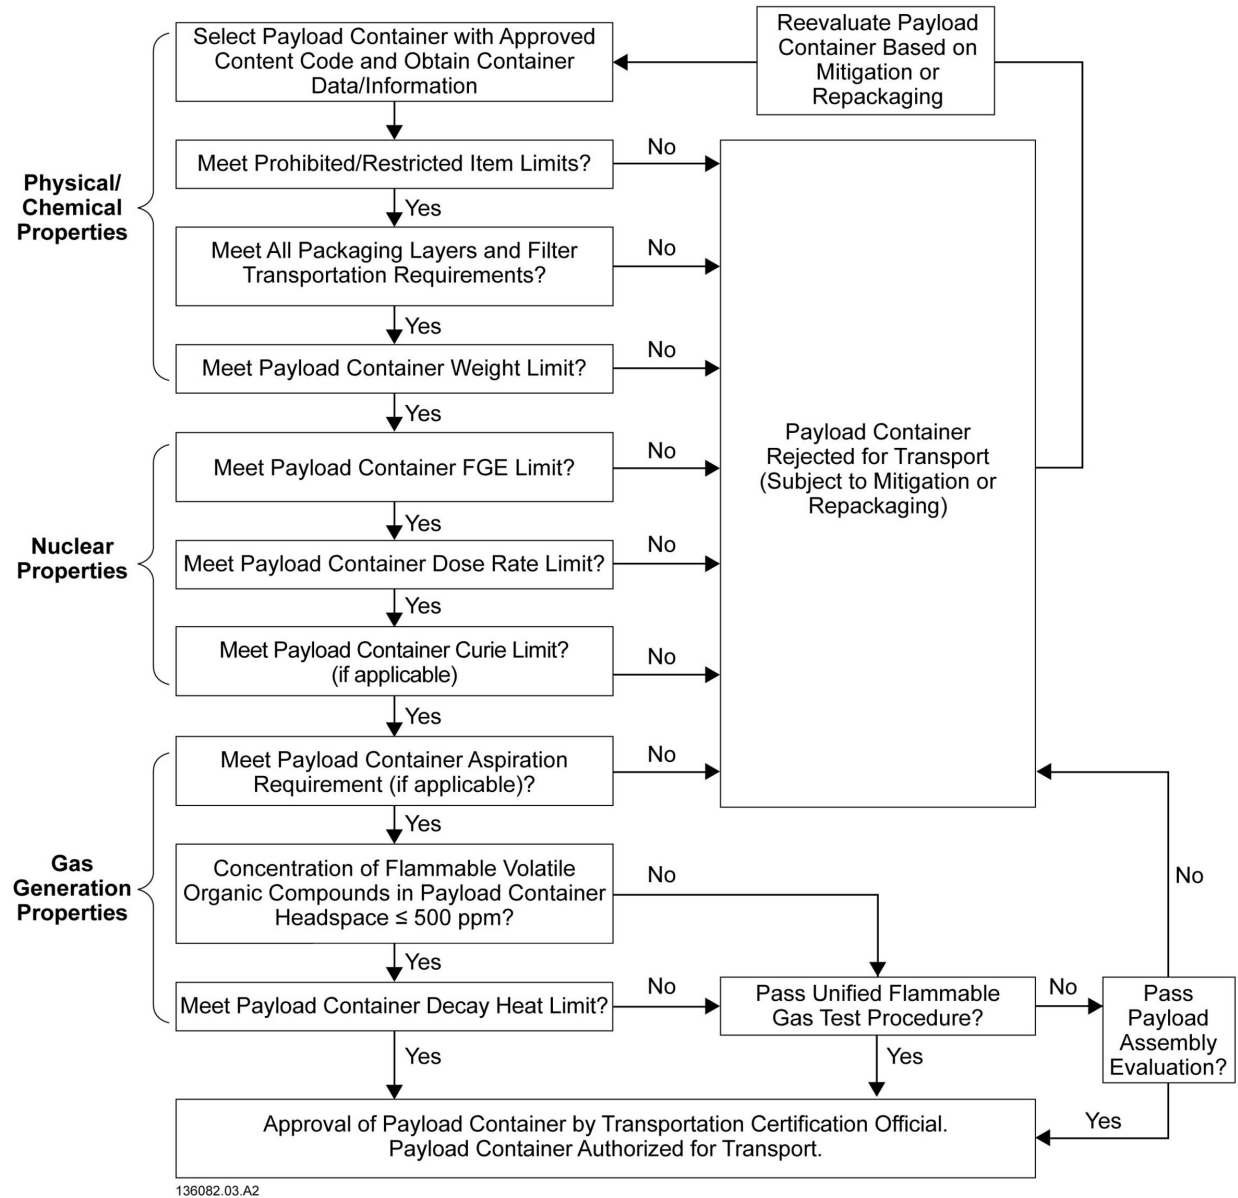 Select Payload Container with Approved
Content Code and Obtain Container
Data/Information
Reevaluate Payload
Container Based on
Mitigation or
Repackaging
Physical/
Chemical
Properties
Meet Prohibited/Restricted Item Limits?
No
Yes
Meet All Packaging Layers and Filter
Transportation Requirements?
No
Yes
Meet Payload Container Weight Limit?
No
Yes
Payload Container
Rejected for Transport
(Subject to Mitigation or
Repackaging)
Nuclear
Properties
Meet Payload Container FGE Limit?
No
Yes
Meet Payload Container Dose Rate Limit?
No
Yes
Meet Payload Container Curie Limit?
(if applicable)
No
Yes
Gas
Generation
Properties
Meet Payload Container Aspiration
Requirement (if applicable)?
No
Yes
Concentration of Flammable Volatile
Organic Compounds in Payload Container
Headspace ≤ 500 ppm?
No
Yes
Meet Payload Container Decay Heat Limit?
No
Yes
Pass Unified Flammable
Gas Test Procedure?
No
Yes
Pass
Payload
Assembly
Evaluation?
No
Yes
Approval of Payload Container by Transportation Certification Official.
Payload Container Authorized for Transport.
136082.03.A2